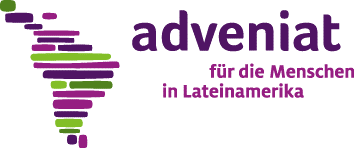 adveniat
für die Menschen
in Lateinamerika